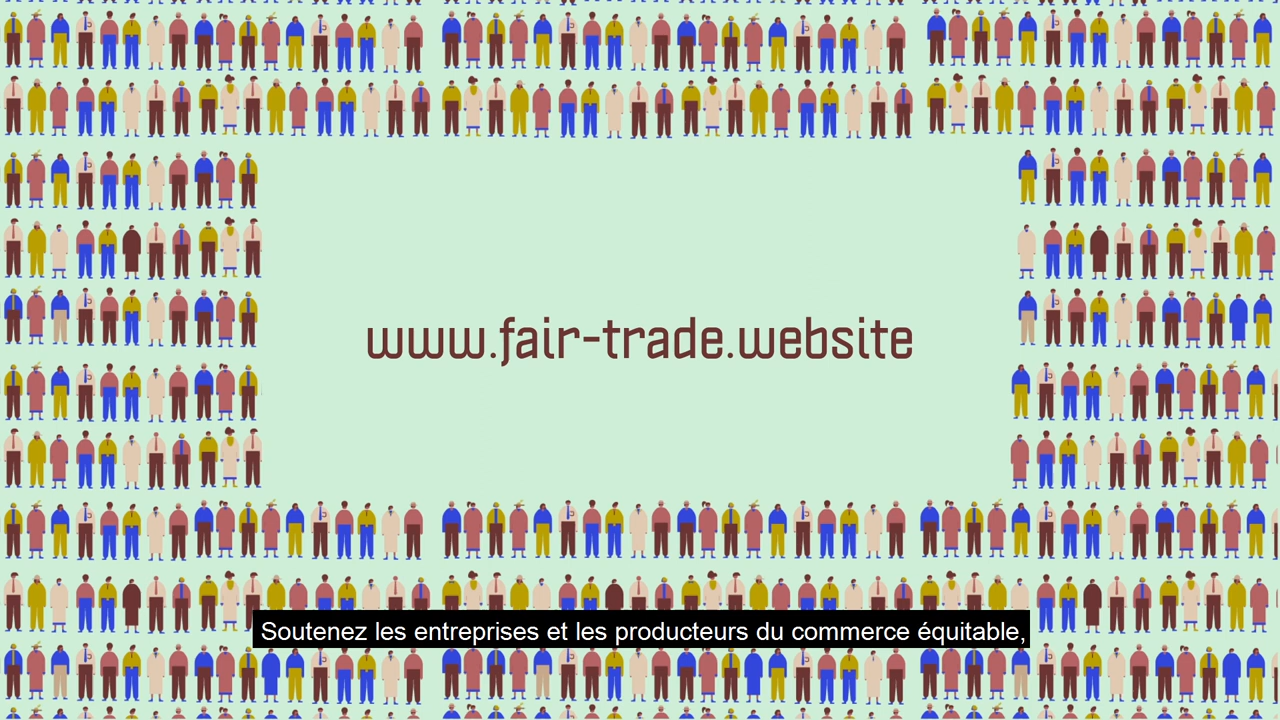 www.fair-trade.website
Soutenez les entreprises et les producteurs du commerce équitable,